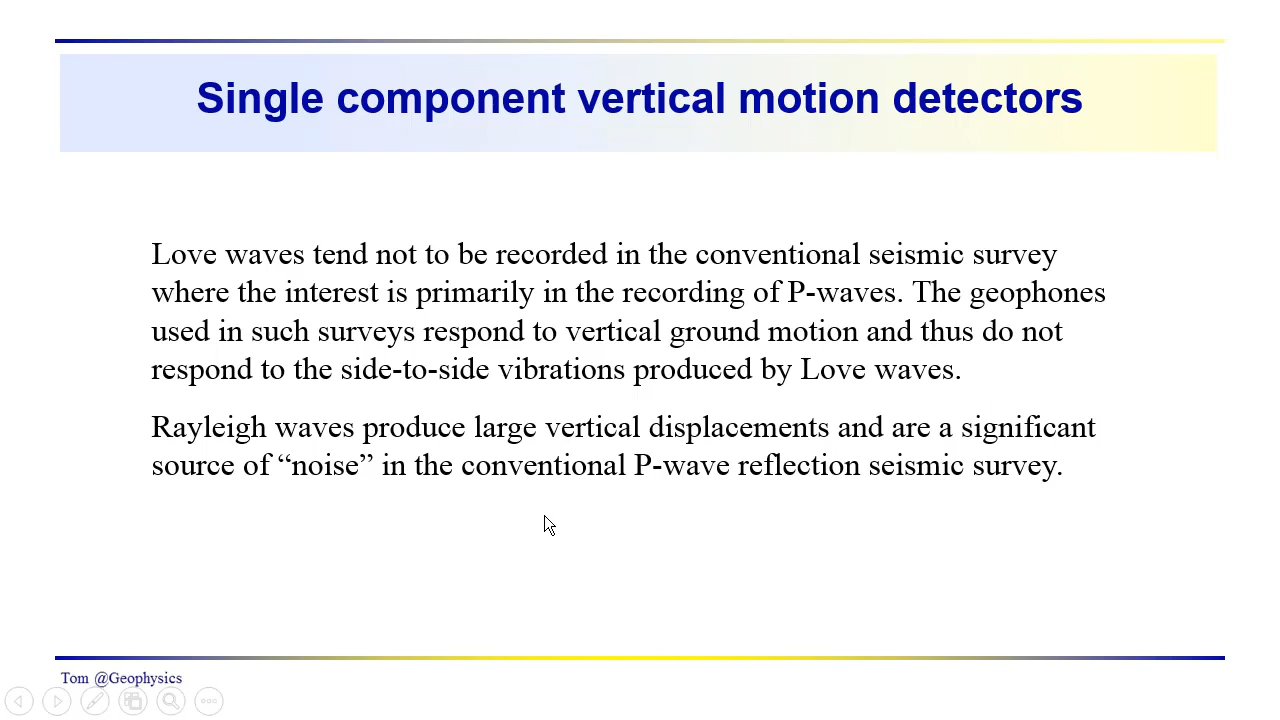 Single component vertical motion detectors
Love waves tend not to be recorded in the conventional seismic survey
where the interest is primarily in the recording of P-waves. The geophones
used in such surveys respond to vertical ground motion and thus do not
respond to the side-to-side vibrations produced by Love waves.
Rayleigh waves produce large vertical displacements and are a significant
source of “noise” in the conventional P-wave reflection seismic survey.
Tom @Geophysics